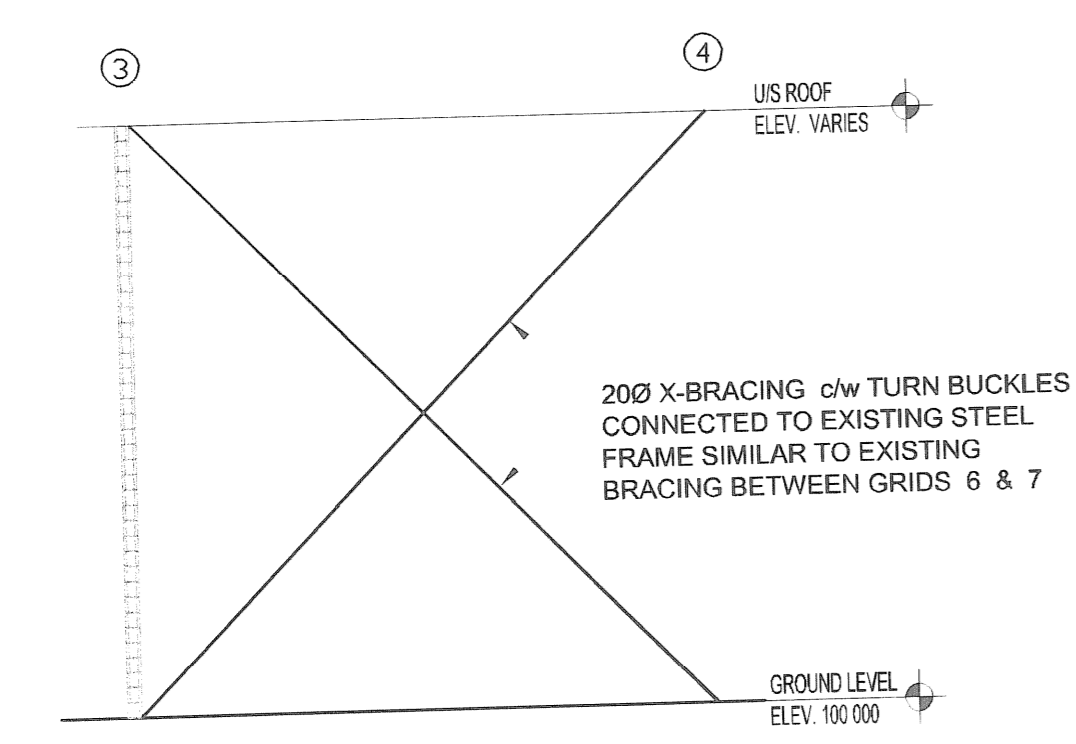 3
4
U/S ROOF
ELEV. VARIES
20Ø X-BRACING c/w TURN BUCKLES
CONNECTED TO EXISTING STEEL
FRAME SIMILAR TO EXISTING
BRACING BETWEEN GRIDS 6 & 7
GROUND LEVEL
ELEV. 100 000